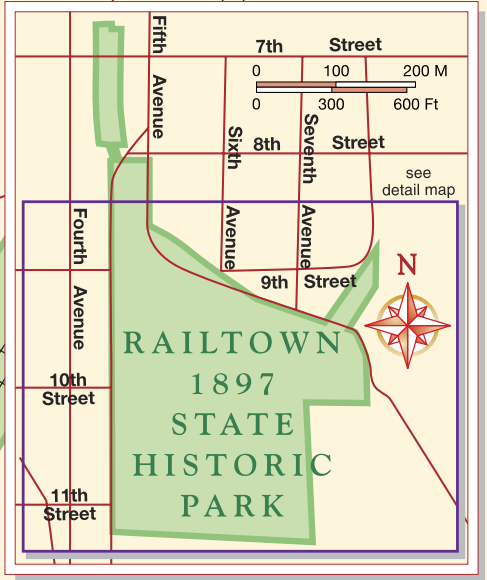 Fifth Avenue
7th Street
0 100 200 M
0 300 600 Ft
Sixth Avenue
8th Street
Seventh Avenue
see
detail map
Fourth Avenue
9th Street
N
RAILTOWN
1897
STATE
HISTORIC
PARK
10th
Street
11th
Street